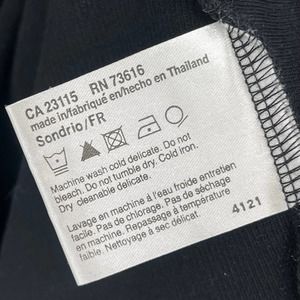 CA 23115 RN 73616
made in/fabriqué en/hecho en Thailand
Sondrio/FR
Machine wash cold delicate. Do not
bleach. Do not tumble dry. Cold iron.
Dry cleanable delicate.
Lavage en machine à l'eau froide entretien
facile. Pas de chlorage. Pas de séchage
en machine. Repassage à température
faible. Nettoyage à sec délicat.
4121